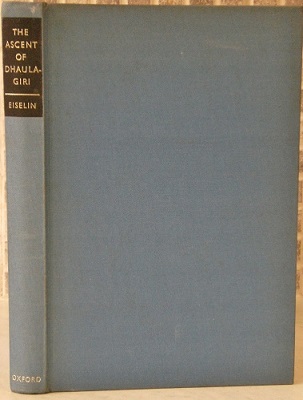 THE
ASCENT
OF
DHAULA-
GIRI
EISELIN
OXFORD